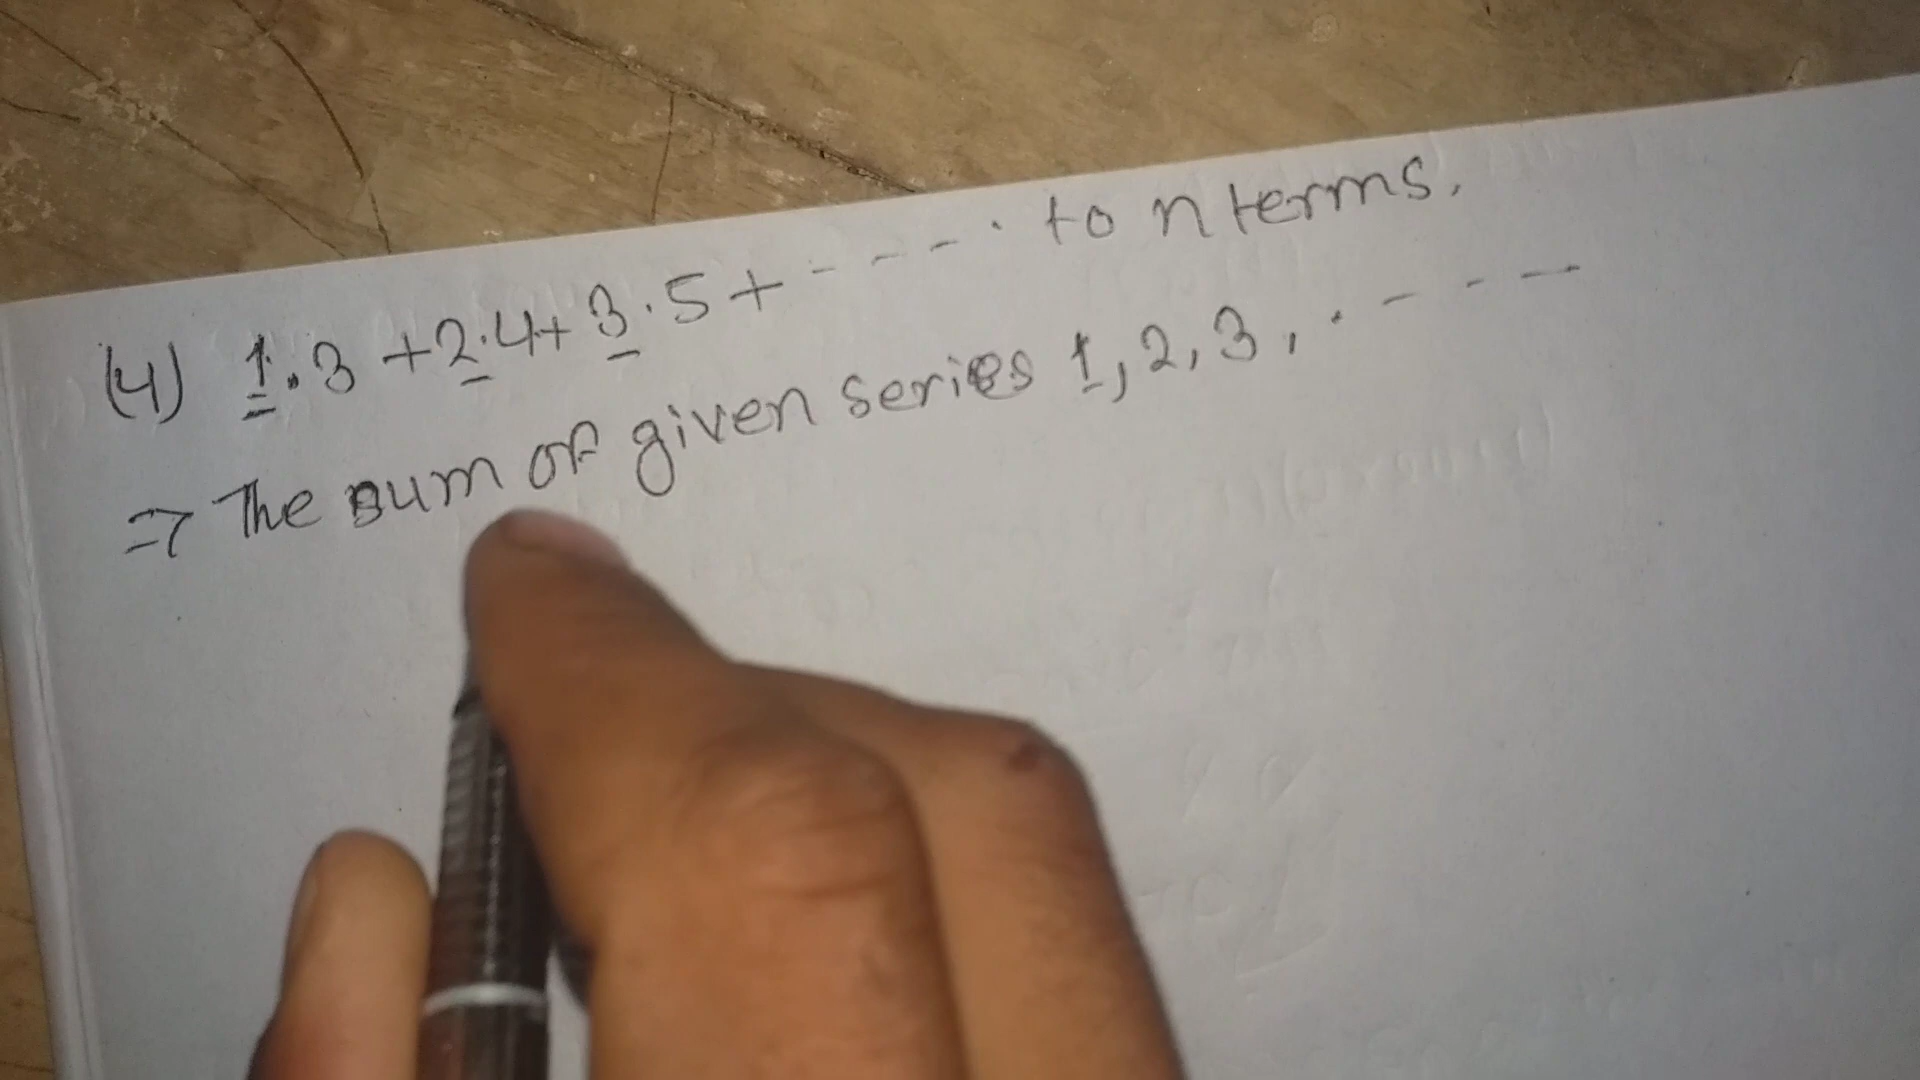 (4) 1.3 + 2.4 + 3.5 + - - - - . to n terms.
⇒ The sum of given series 1, 2, 3, . - - -